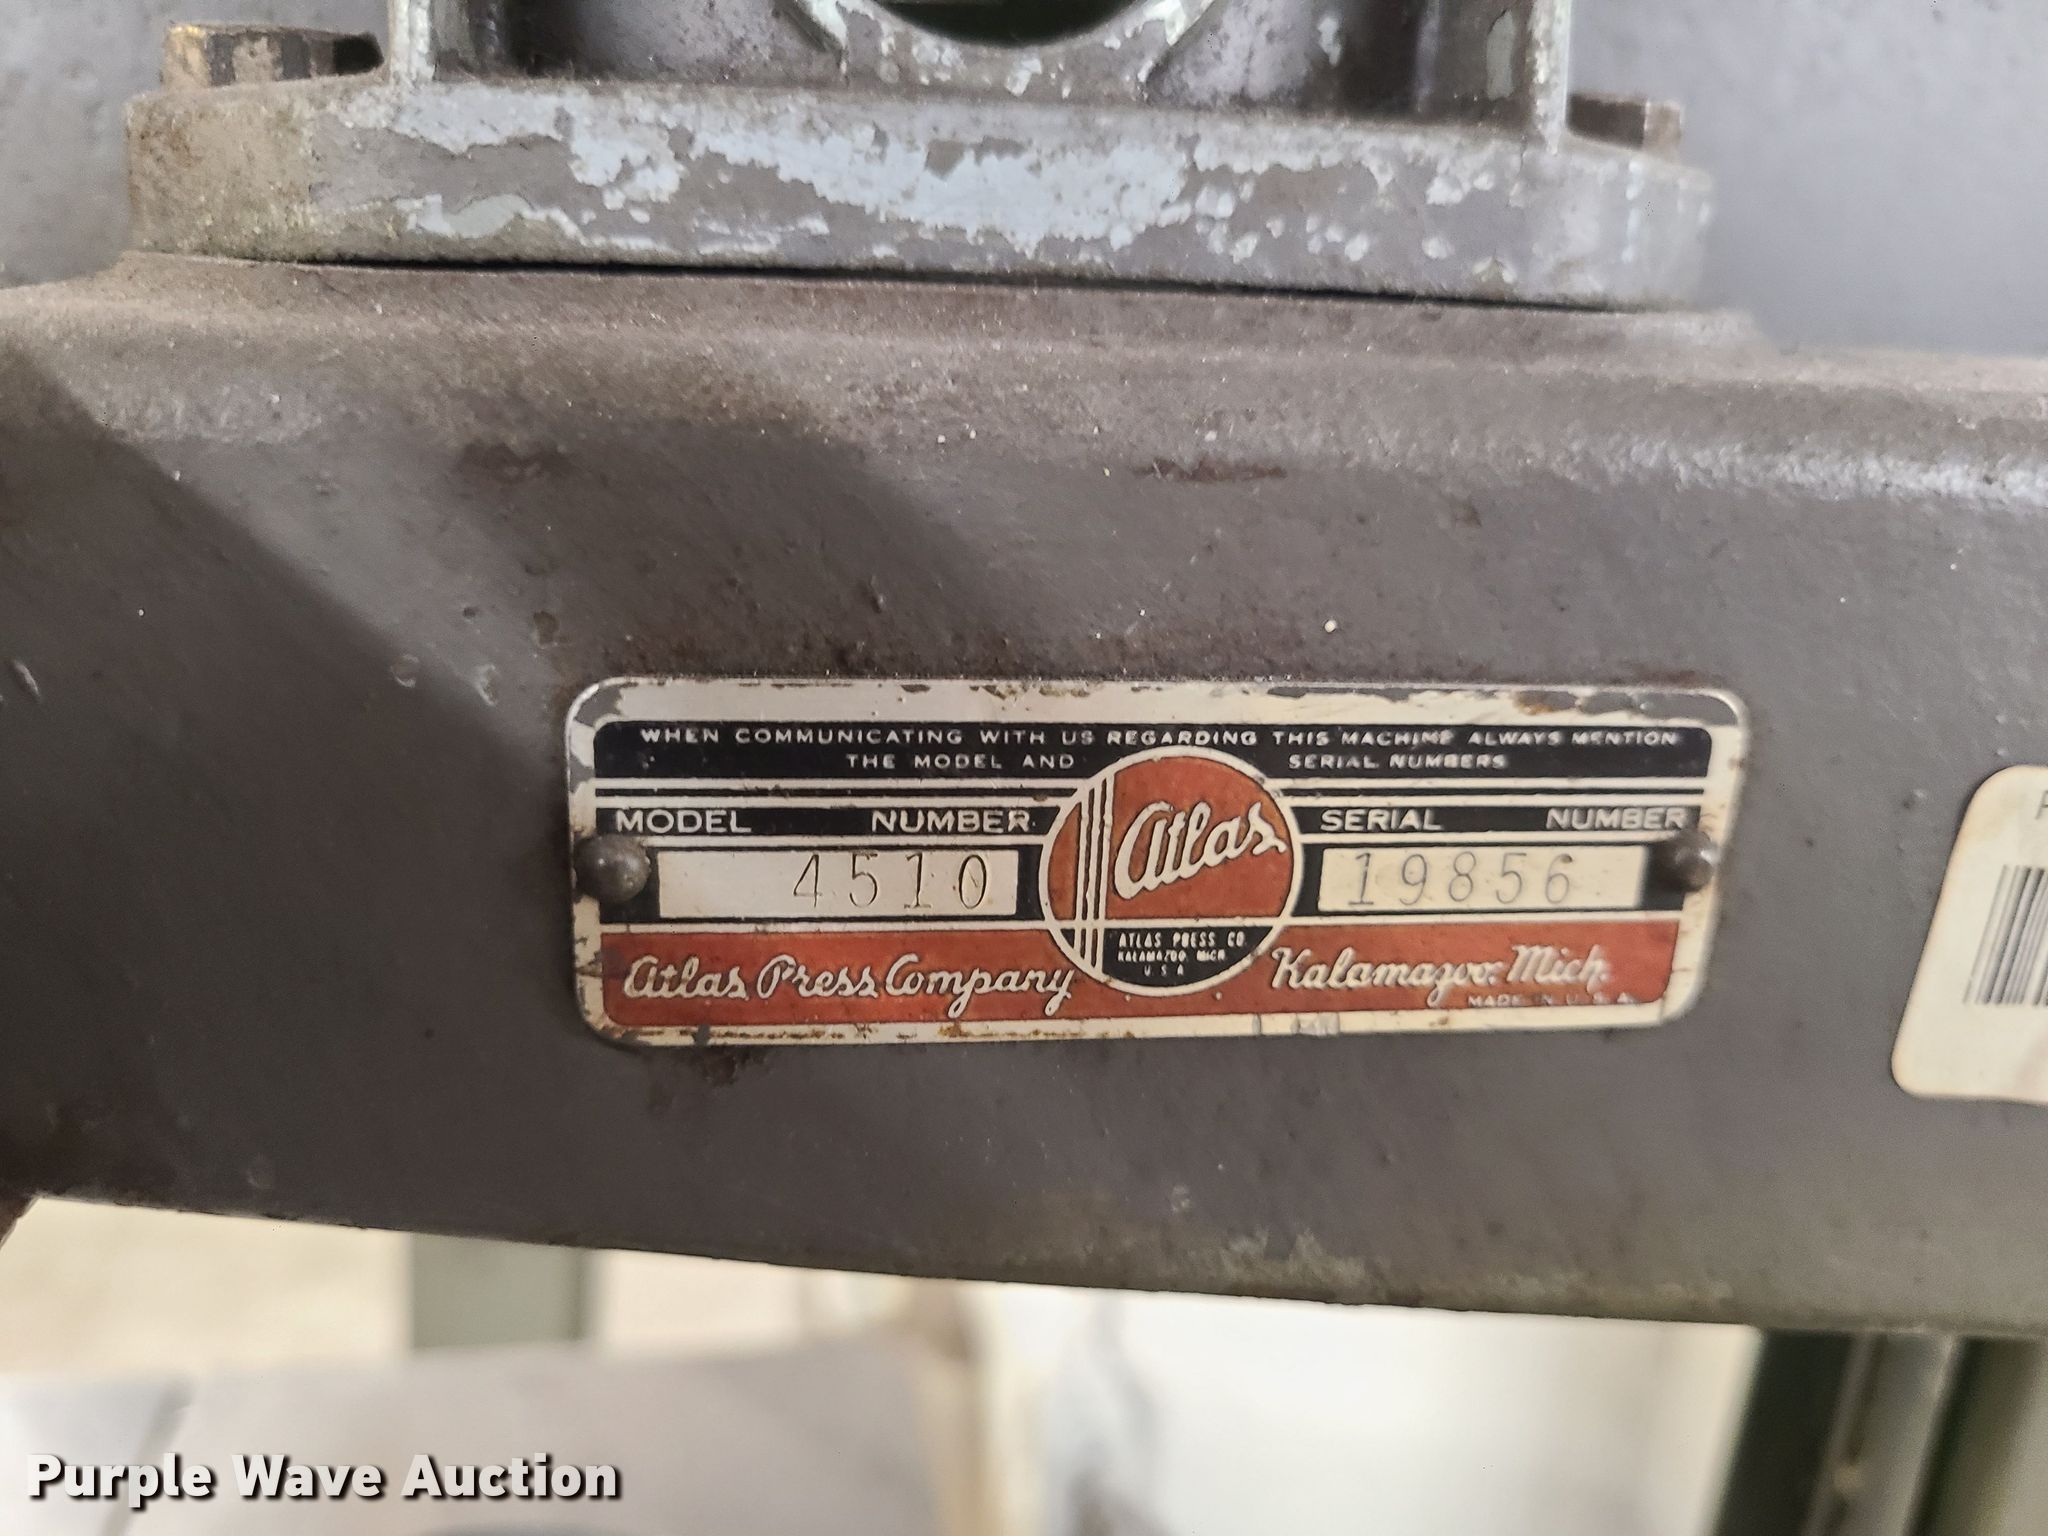 WHEN COMMUNICATING WITH US REGARDING THIS MACHINE ALWAYS MENTION
THE MODEL AND SERIAL NUMBERS
MODEL NUMBER
4510
Atlas
ATLAS PRESS CO.
KALAMAZOO, MICH.
U S A
SERIAL NUMBER
19856
Atlas Press Company
Kalamazoo, Mich.
MADE IN U. S. A.
Purple Wave Auction